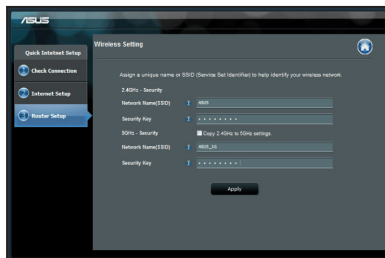 ASUS
Quick Internet Setup
Wireless Setting
Check Connection
Internet Setup
Router Setup
Assign a unique name or SSID (Service Set Identifier) to help identify your wireless network.
2.4GHz - Security
Network Name(SSID) ASUS
Security Key
5GHz - Security
Copy 2.4GHz to 5GHz settings.
Network Name(SSID) ASUS_5G
Security Key
Apply